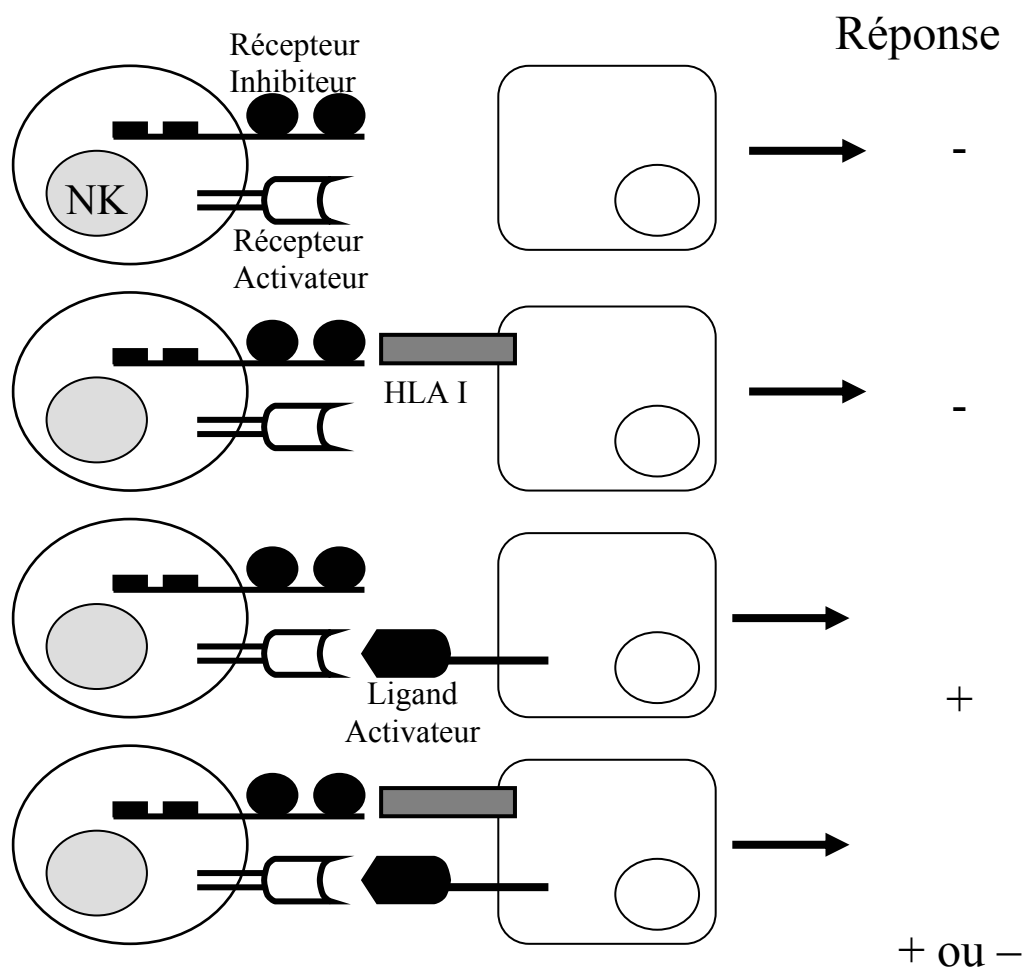 Réponse
Récepteur
Inhibiteur
-
NK
Récepteur
Activateur
HLA I
-
Ligand
Activateur
+
+ ou –